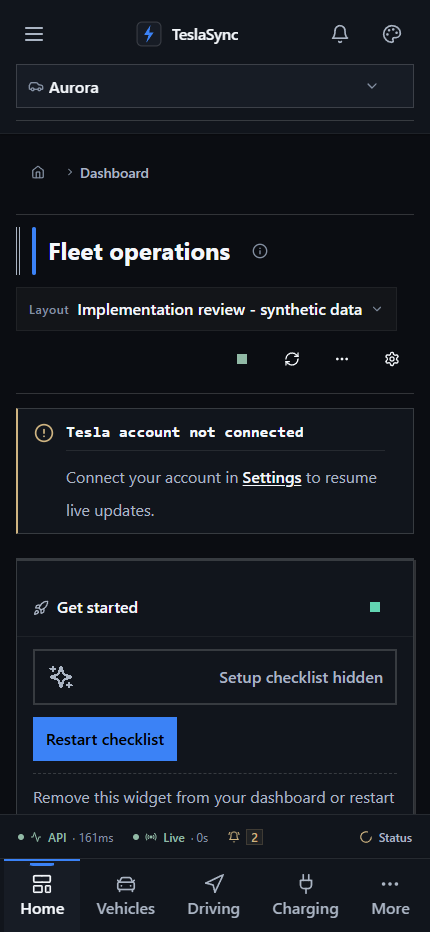 TeslaSync
Aurora
Dashboard
Fleet operations
Layout Implementation review - synthetic data
Tesla account not connected
Connect your account in Settings to resume
live updates.
Get started
Setup checklist hidden
Restart checklist
Remove this widget from your dashboard or restart
API · 161ms Live · 0s 2 Status
Home Vehicles Driving Charging More